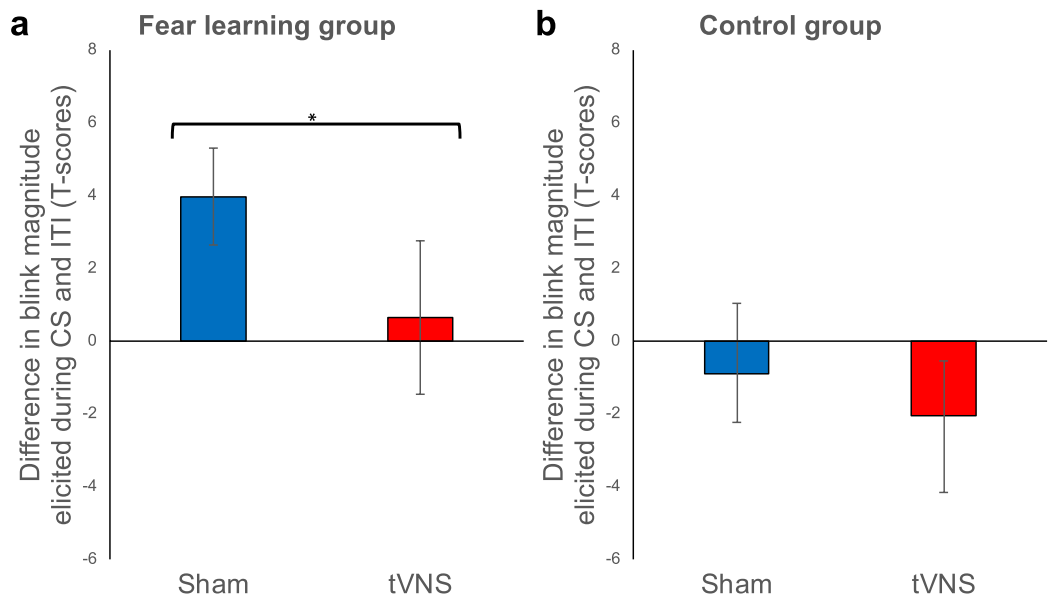 a
Fear learning group
8
6
4
2
0
-2
-4
-6
Difference in blink magnitude
elicited during CS and ITI (T-scores)
*
Sham
tVNS
b
Control group
8
6
4
2
0
-2
-4
-6
Difference in blink magnitude
elicited during CS and ITI (T-scores)
Sham
tVNS